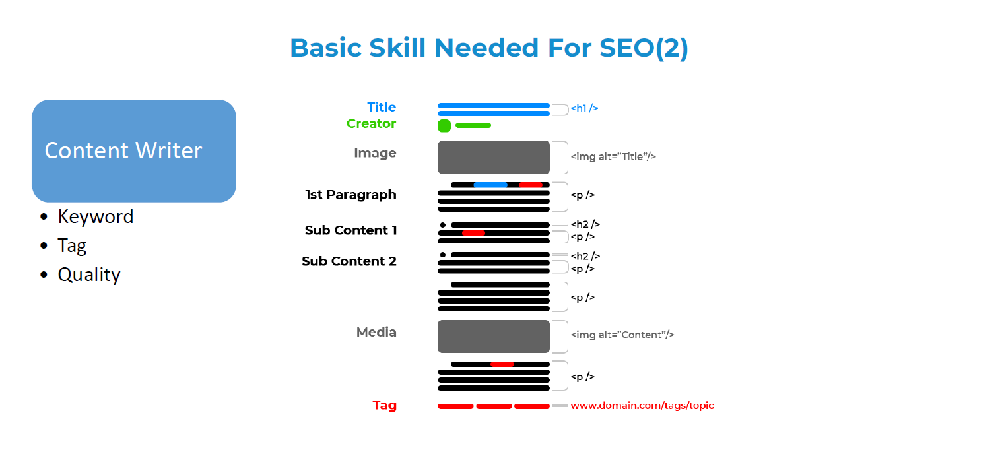 Basic Skill Needed For SEO(2)
Content Writer
• Keyword
• Tag
• Quality
Title
<h1 />
Creator
Image
<img alt=”Title”/>
1st Paragraph
<p />
Sub Content 1
<h2 />
<p />
Sub Content 2
<h2 />
<p />
<p />
Media
<img alt=”Content”/>
<p />
Tag
www.domain.com/tags/topic